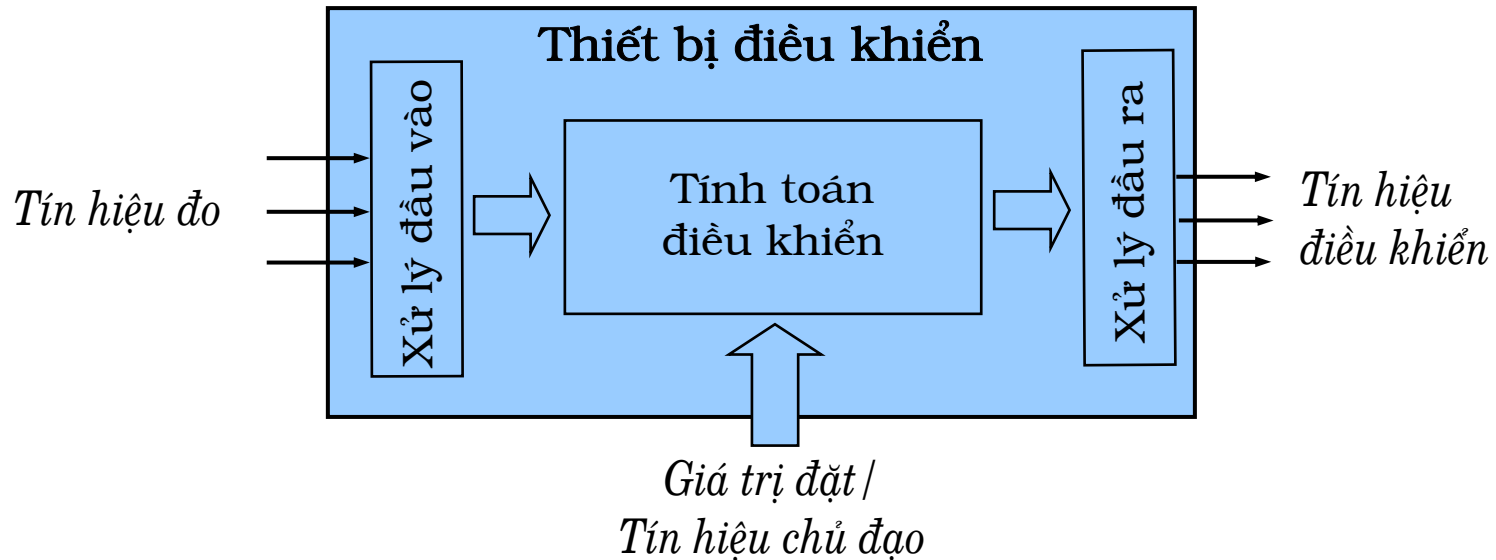 Thiết bị điều khiển
Tín hiệu đo
Xử lý đầu vào
Tính toán
điều khiển
Xử lý đầu ra
Tín hiệu
điều khiển
Giá trị đặt/
Tín hiệu chủ đạo